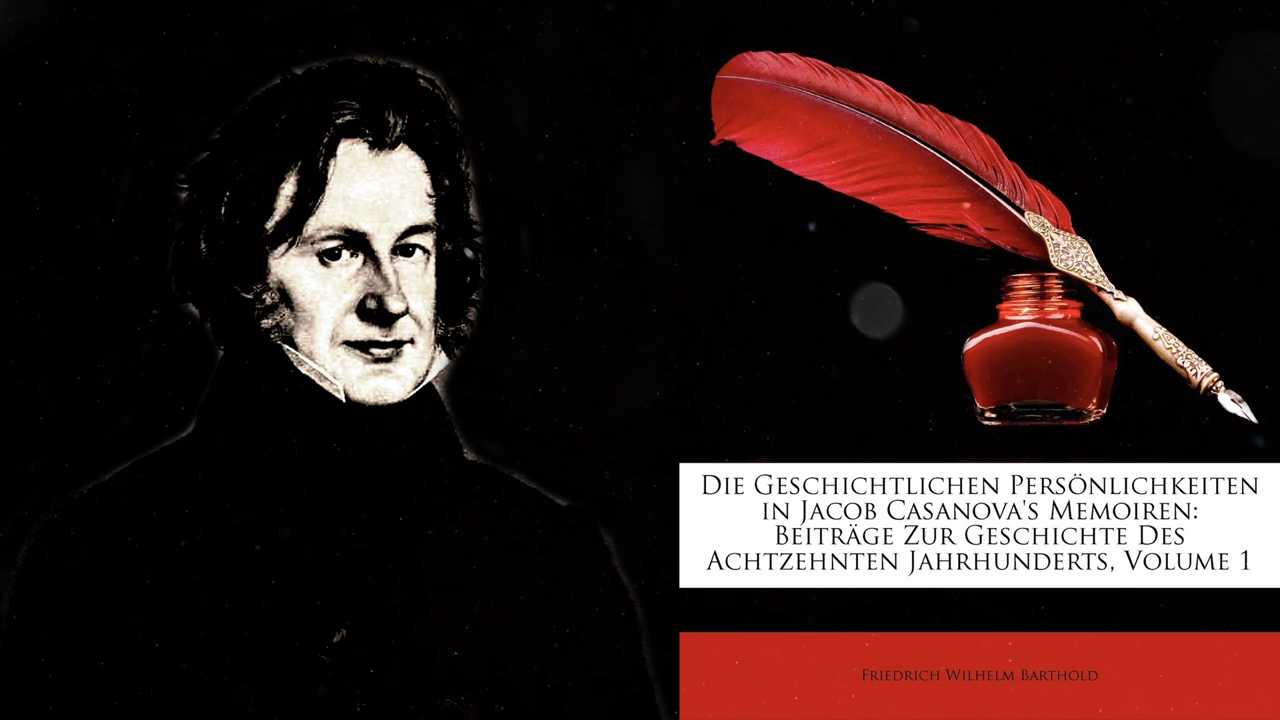 Die Geschichtlichen Persönlichkeiten
in Jacob Casanova's Memoiren:
Beiträge Zur Geschichte Des
Achtzehnten Jahrhunderts, Volume 1
Friedrich Wilhelm Barthold